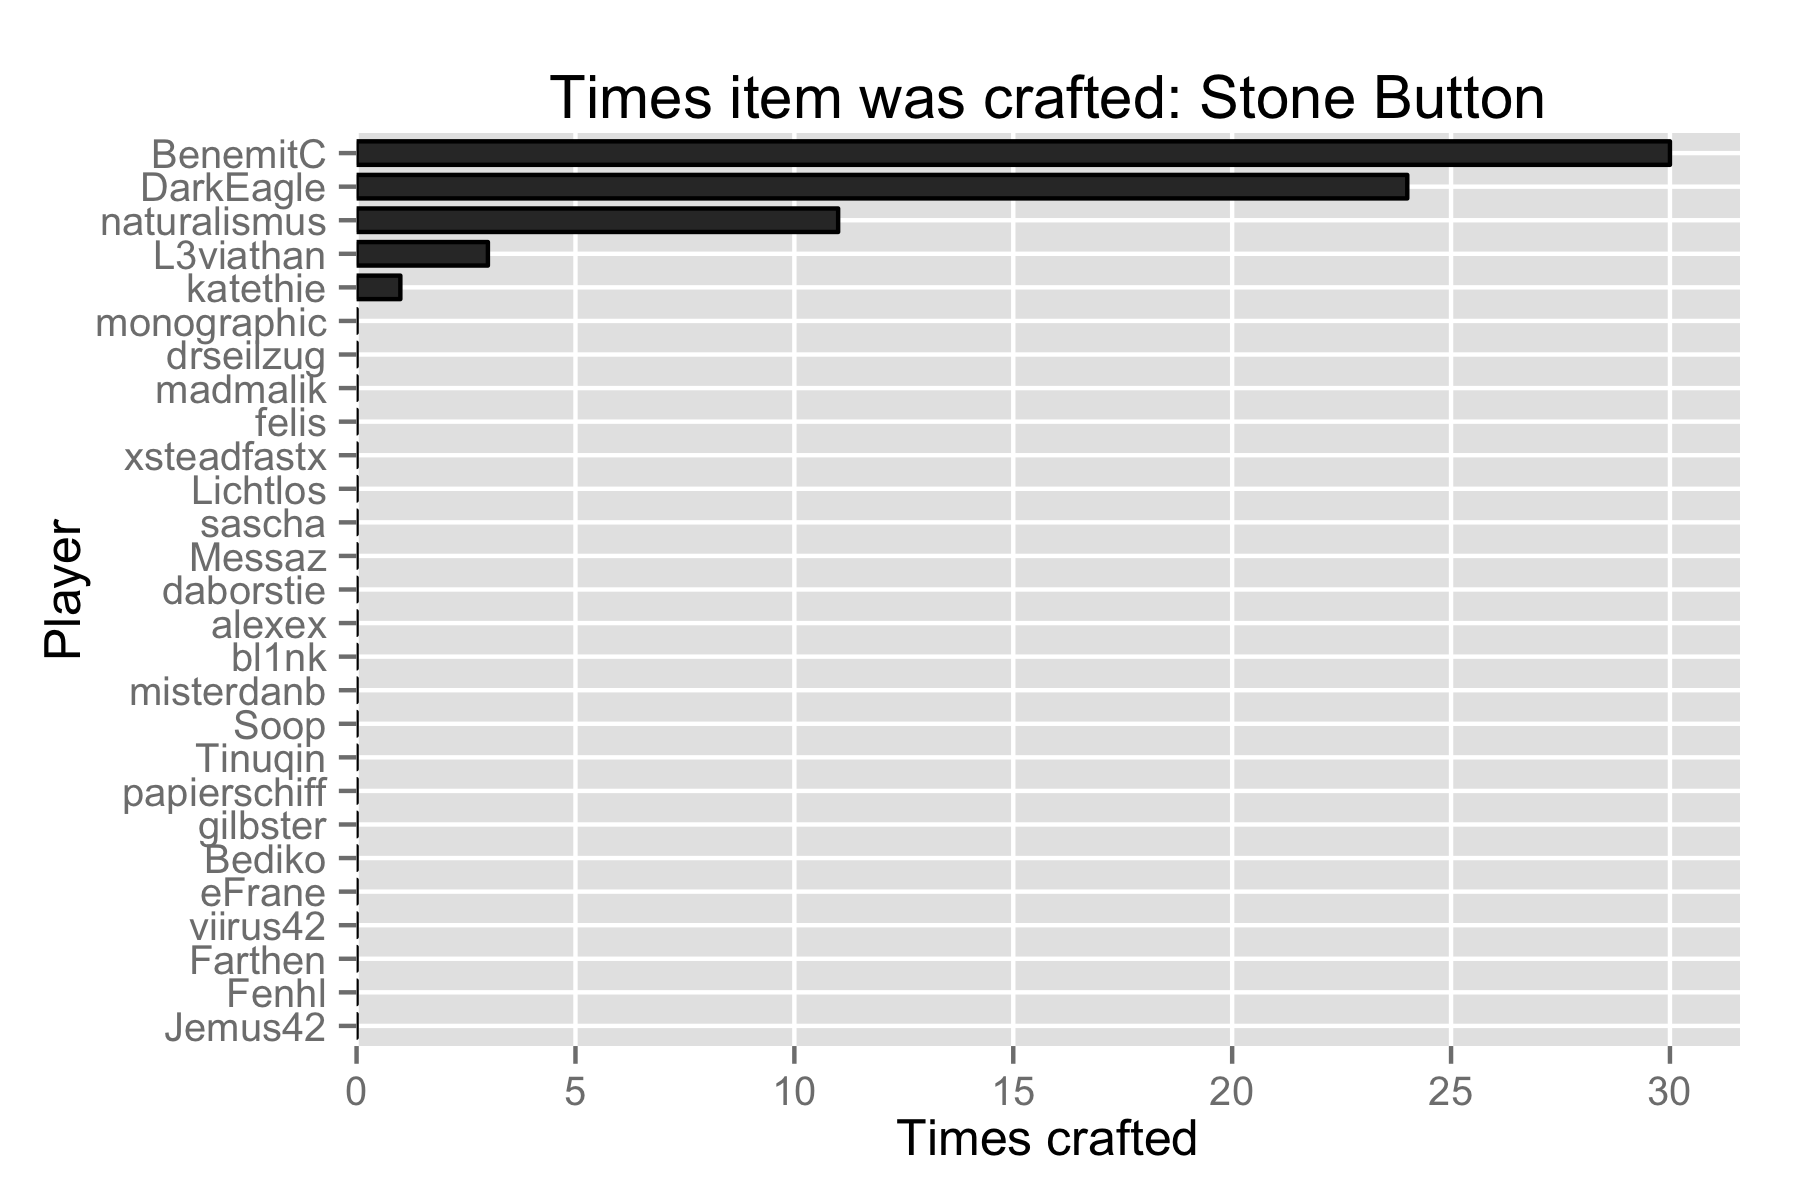 Times item was crafted: Stone Button
BenemitC
DarkEagle
naturalismus
L3viathan
katethie
monographic
drseilzug
madmalik
felis
xsteadfastx
Lichtlos
sascha
Messaz
daborstie
alexex
bl1nk
misterdanb
Soop
Tinuqin
papierschiff
gilbster
Bediko
eFrane
viirus42
Farthen
Fenhl
Jemus42
Player
0 5 10 15 20 25 30
Times crafted